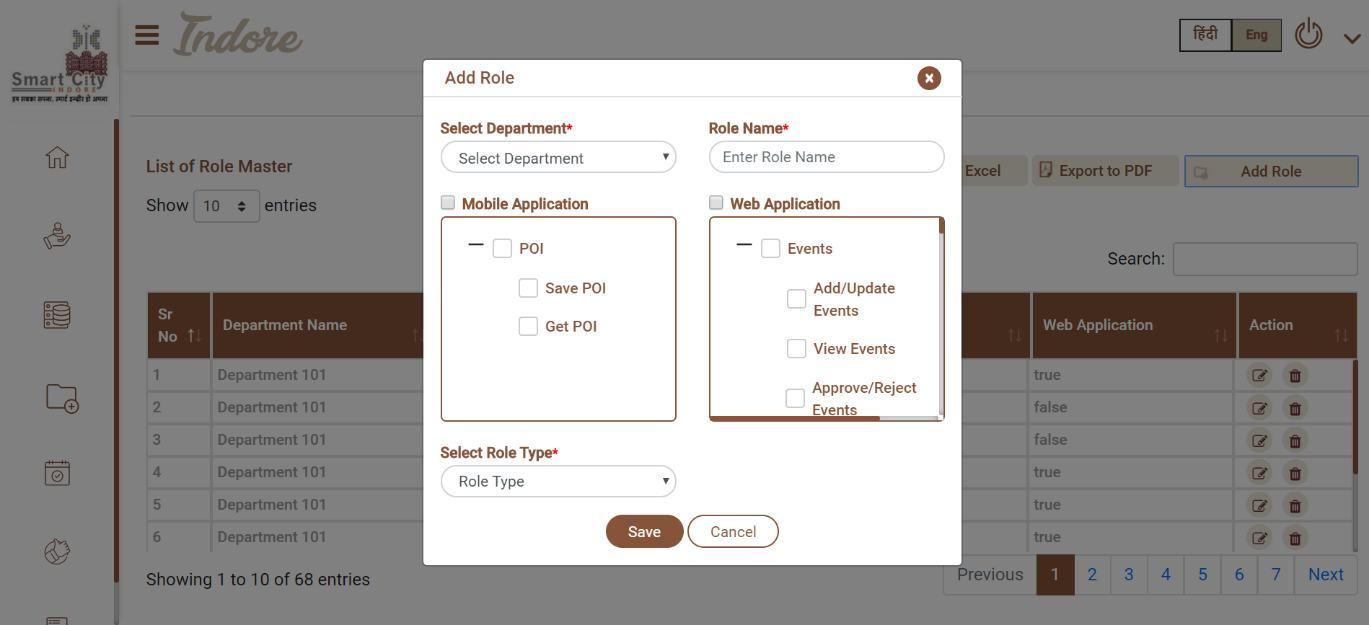 Indore
हिंदी
Eng
Smart City
INDORE
Add Role
Select Department*
Role Name*
Select Department
Enter Role Name
List of Role Master
Excel
Export to PDF
Add Role
Show 10 entries
Mobile Application
Web Application
POI
Events
Save POI
Add/Update
Events
Get POI
View Events
Approve/Reject
Events
Search:
Sr
No
Department Name
Web Application
Action
1 Department 101 true
2 Department 101 false
3 Department 101 false
4 Department 101 true
5 Department 101 true
6 Department 101 true
Select Role Type*
Role Type
Save
Cancel
Showing 1 to 10 of 68 entries
Previous 1 2 3 4 5 6 7 Next